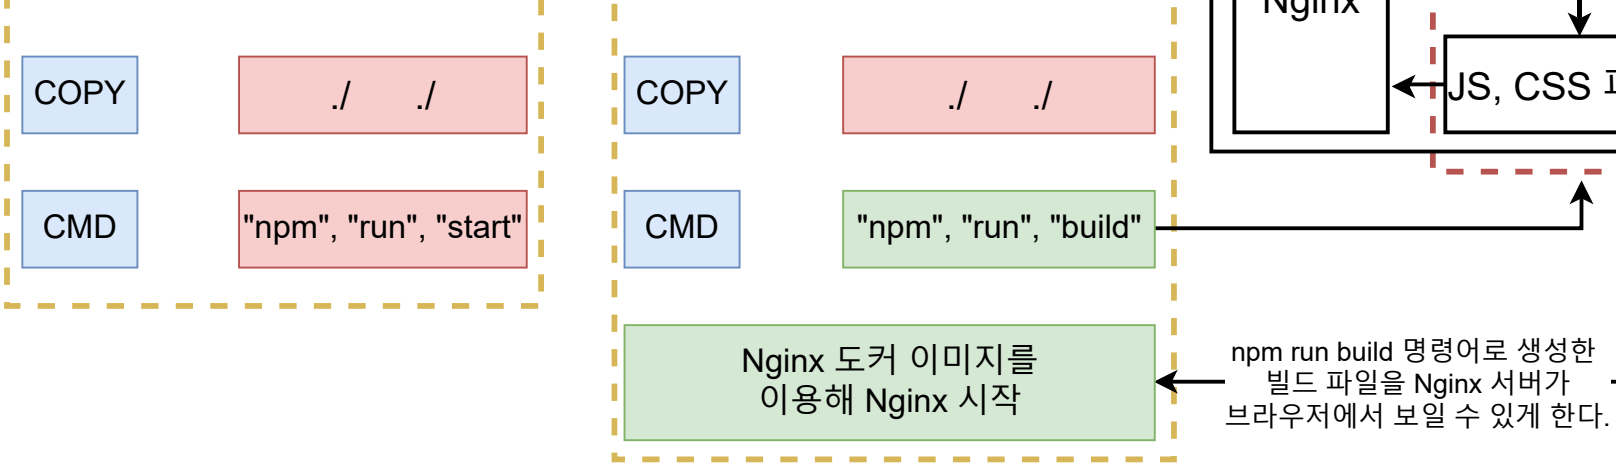 Nginx
COPY
./ ./
COPY
./ ./
JS, CSS
CMD
"npm", "run", "start"
CMD
"npm", "run", "build"
Nginx 도커 이미지를
이용해 Nginx 시작
npm run build 명령어로 생성한
빌드 파일을 Nginx 서버가
브라우저에서 보일 수 있게 한다.